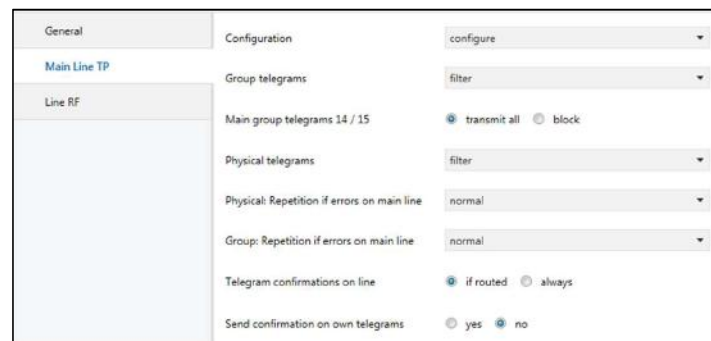 General
Main Line TP
Line RF
Configuration configure
Group telegrams filter
Main group telegrams 14 / 15 transmit all block
Physical telegrams filter
Physical: Repetition if errors on main line normal
Group: Repetition if errors on main line normal
Telegram confirmations on line if routed always
Send confirmation on own telegrams yes no